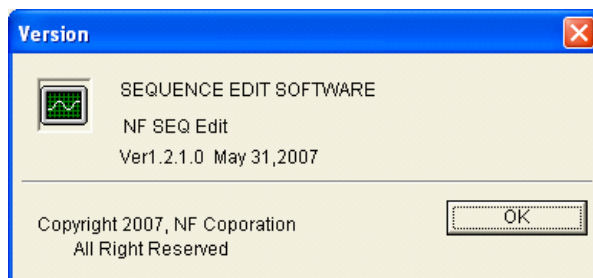 Version
SEQUENCE EDIT SOFTWARE
NF SEQ Edit
Ver1.2.1.0 May 31,2007
Copyright 2007, NF Coporation
All Right Reserved
OK